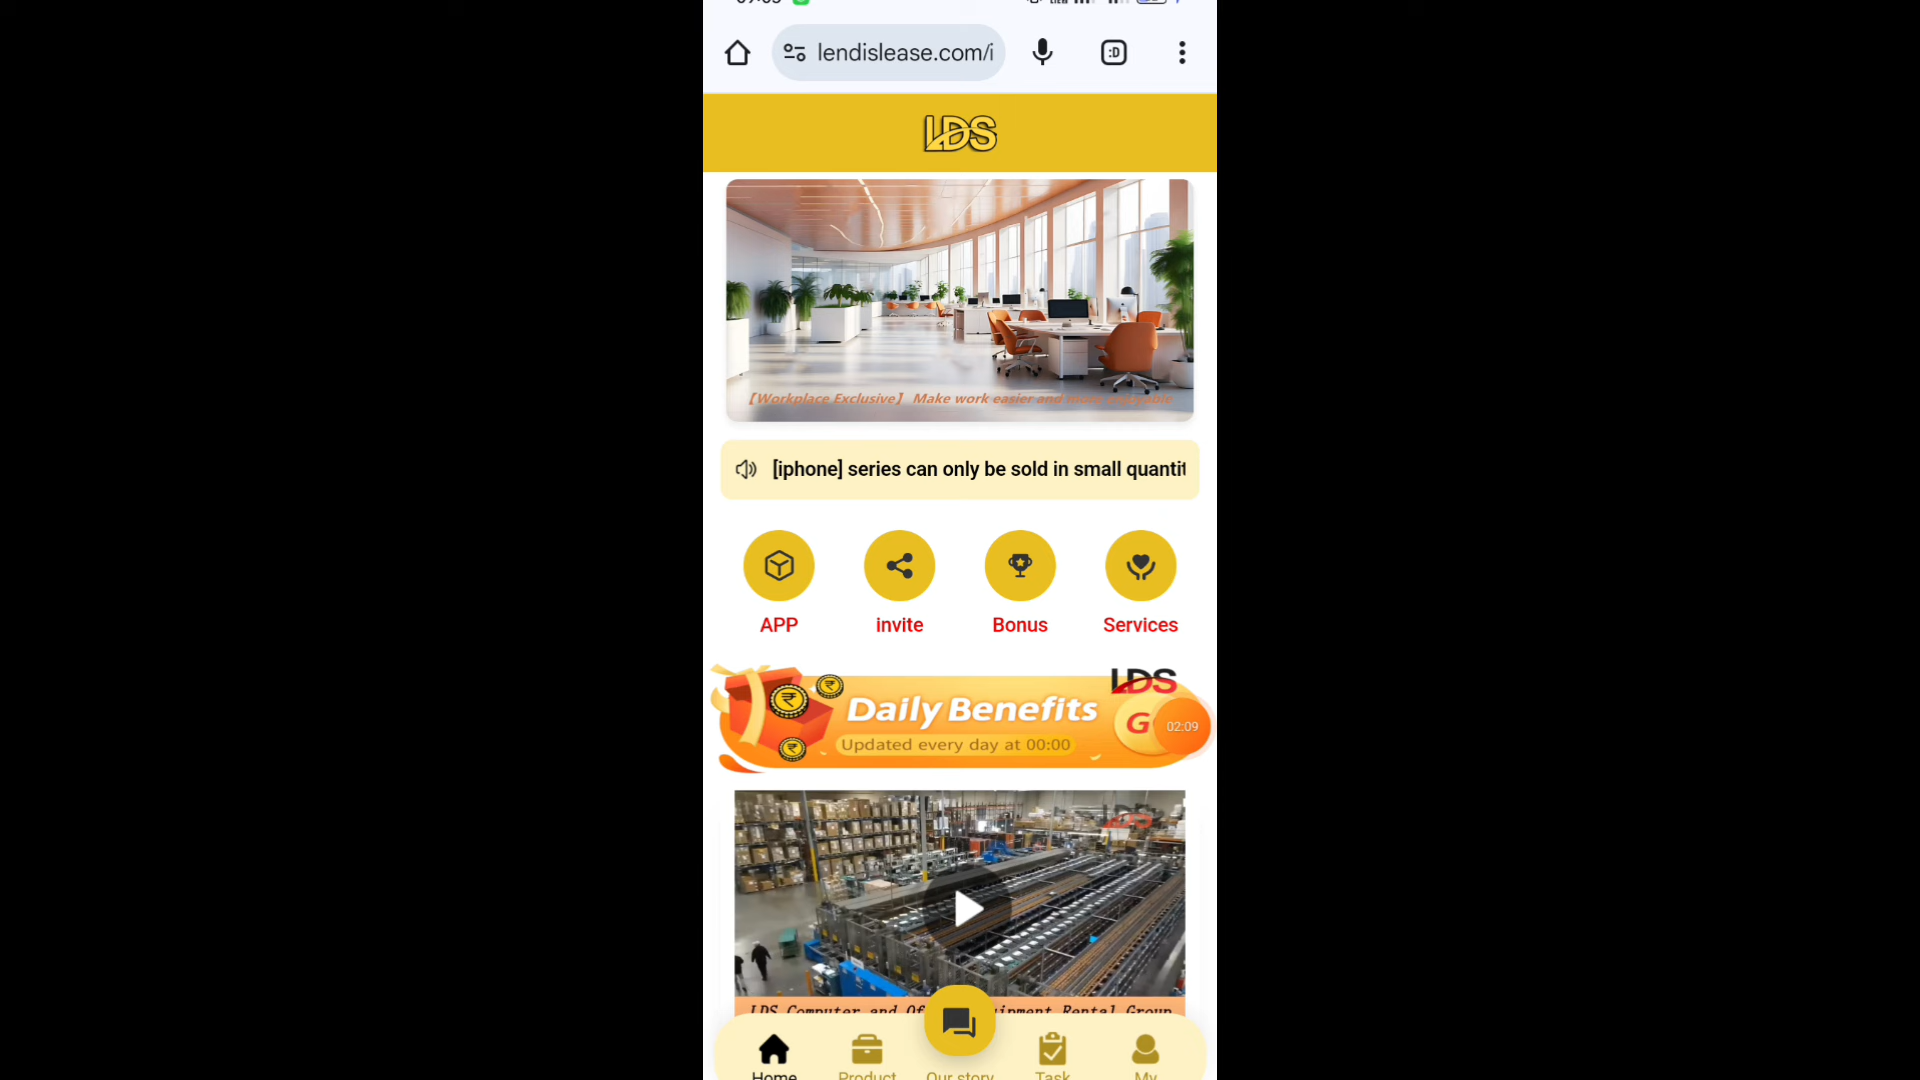 lendislease.com/i
:D
LDS
【Workplace Exclusive】 Make work easier and more enjoyable
[iphone] series can only be sold in small quantit
APP
invite
Bonus
Services
LDS
Daily Benefits
G
02:09
Updated every day at 00:00
LDS Computer and Of
ipment Rental Group
Home
Product
Our story
Task
My